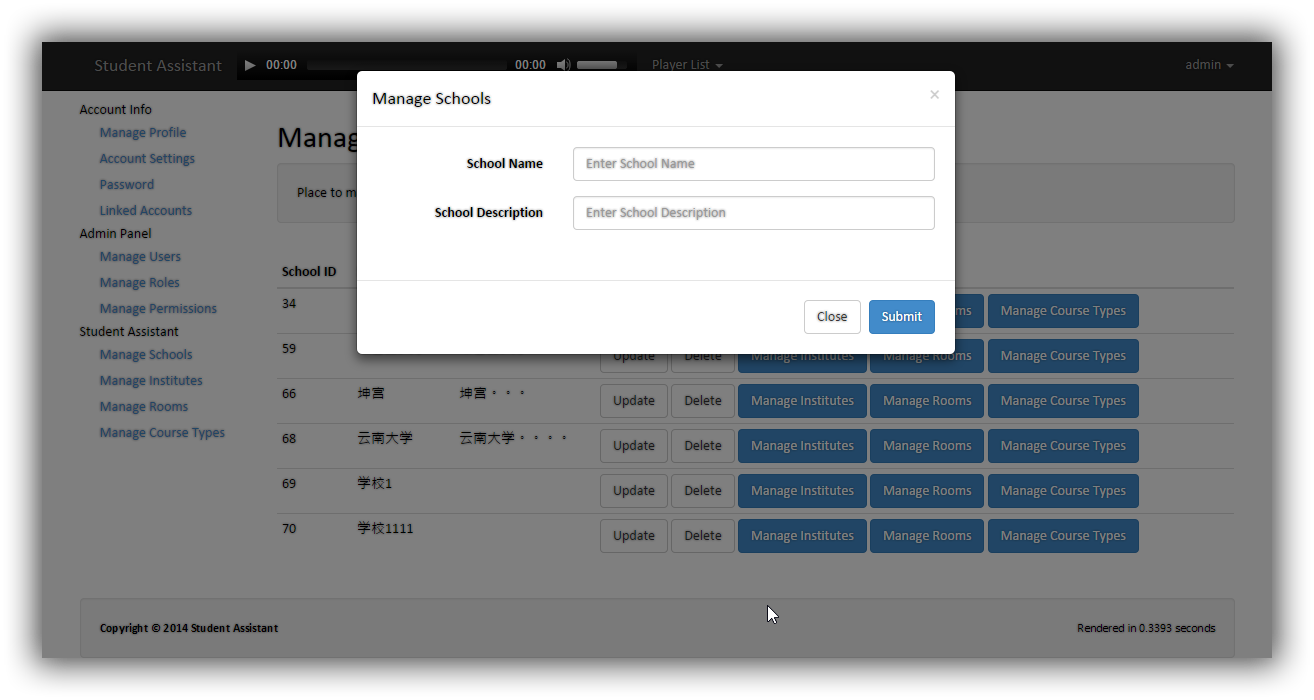 Student Assistant 00:00 00:00 Player List admin
Account Info
Manage Profile
Account Settings
Password
Linked Accounts
Admin Panel
Manage Users
Manage Roles
Manage Permissions
Student Assistant
Manage Schools
Manage Institutes
Manage Rooms
Manage Course Types
Manag
Place to m
Manage Schools ×
School Name Enter School Name
School Description Enter School Description
Close Submit
School ID
34 ms Manage Course Types
59 Update Delete Manage Institutes Manage Rooms Manage Course Types
66 坤宫 坤宫。。。 Update Delete Manage Institutes Manage Rooms Manage Course Types
68 云南大学 云南大学。。。。 Update Delete Manage Institutes Manage Rooms Manage Course Types
69 学校1 Update Delete Manage Institutes Manage Rooms Manage Course Types
70 学校1111 Update Delete Manage Institutes Manage Rooms Manage Course Types
Copyright © 2014 Student Assistant Rendered in 0.3393 seconds